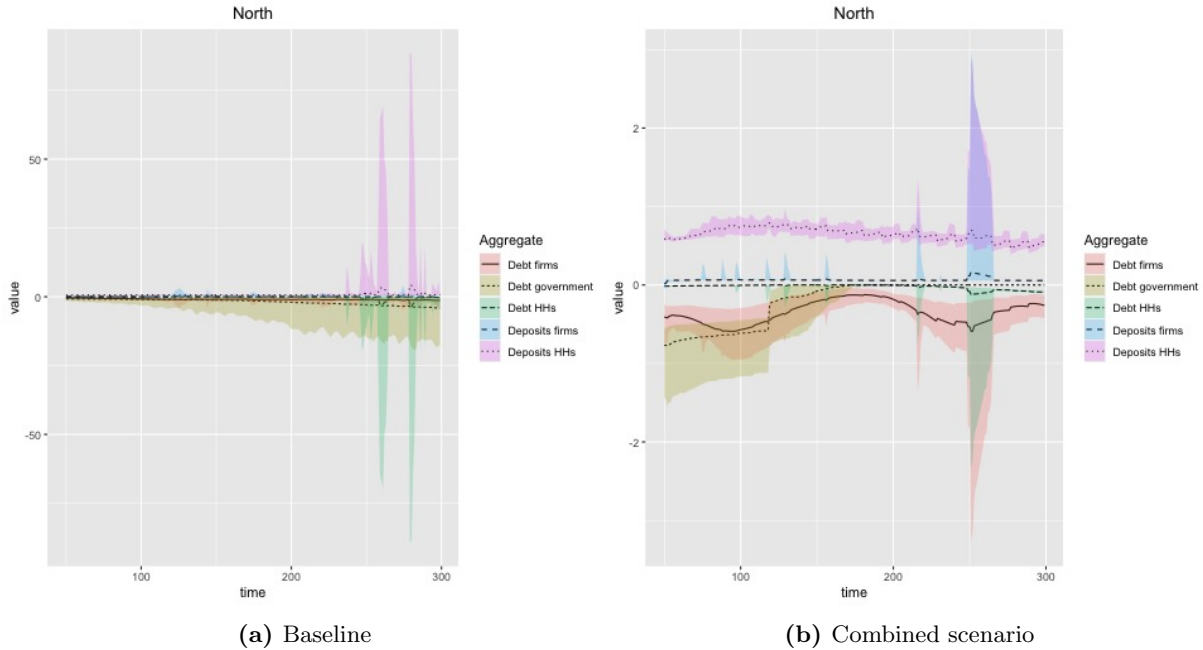 North
value
50
0
-50
100
200
300
time
Aggregate
Debt firms
Debt government
Debt HHs
Deposits firms
Deposits HHs
(a) Baseline
North
value
2
0
-2
100
200
300
time
Aggregate
Debt firms
Debt government
Debt HHs
Deposits firms
Deposits HHs
(b) Combined scenario